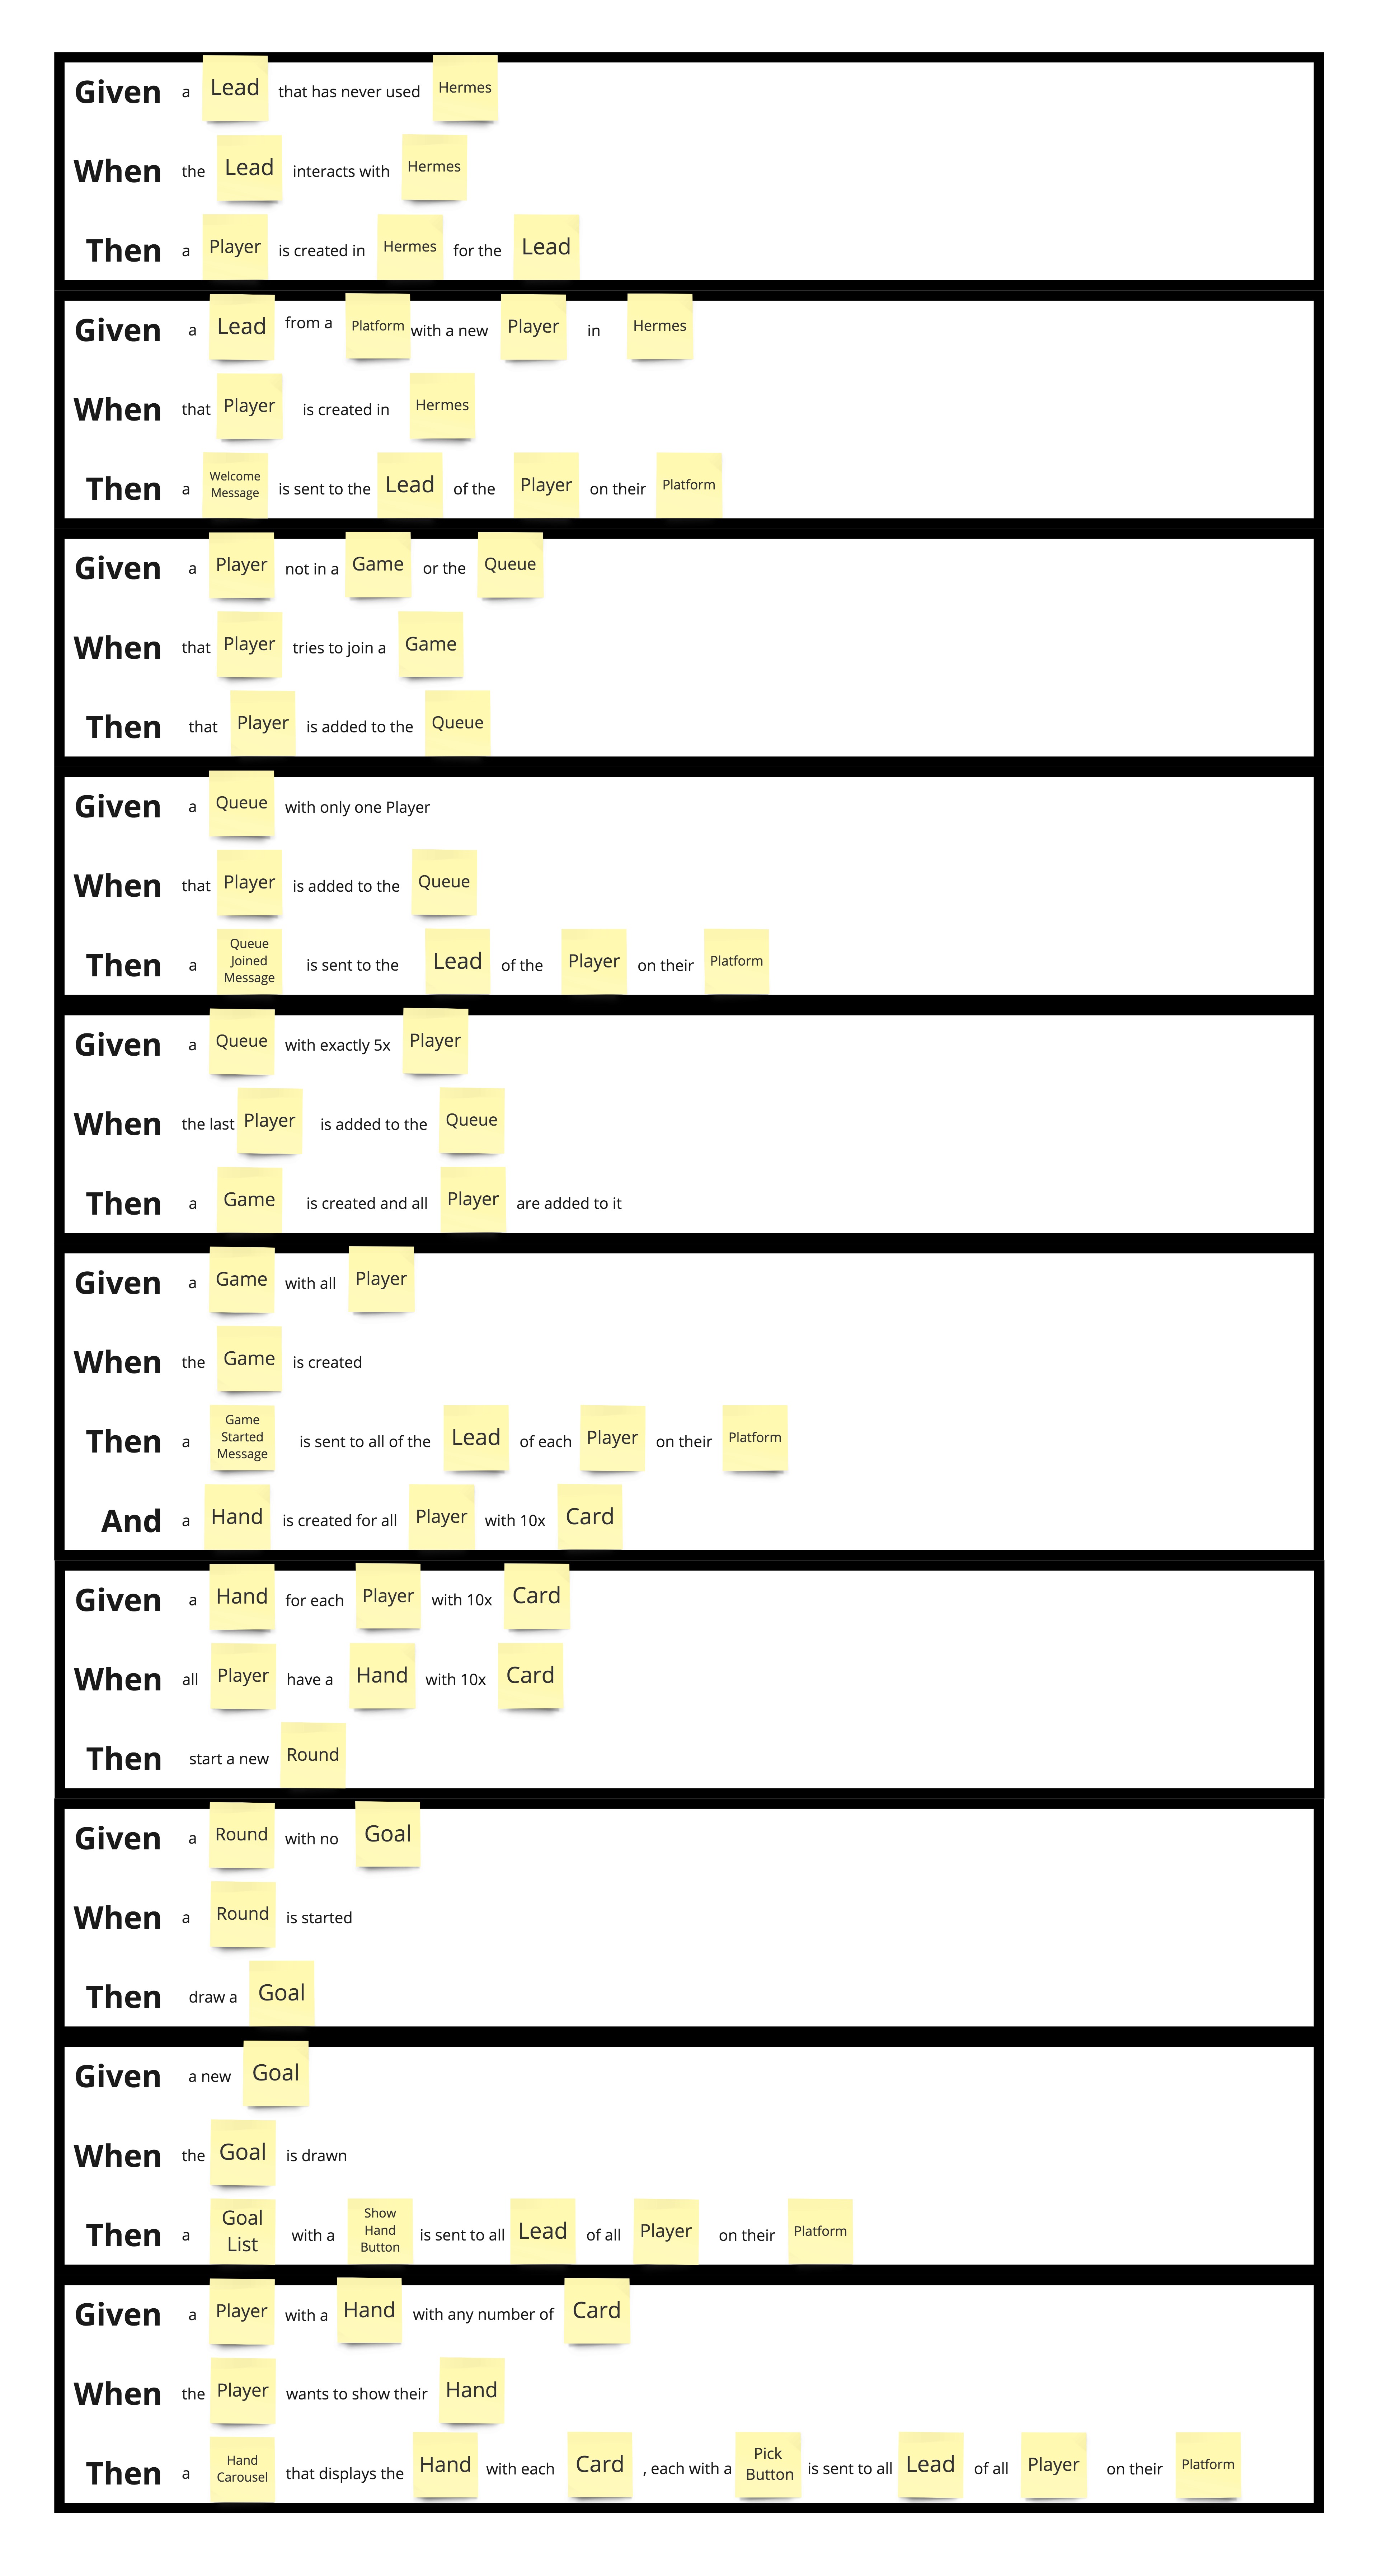 Given a Lead that has never used Hermes
When the Lead interacts with Hermes
Then a Player is created in Hermes for the Lead
Given a Lead from a Platform with a new Player in Hermes
When that Player is created in Hermes
Then a Welcome Message is sent to the Lead of the Player on their Platform
Given a Player not in a Game or the Queue
When that Player tries to join a Game
Then that Player is added to the Queue
Given a Queue with only one Player
When that Player is added to the Queue
Then a Queue Joined Message is sent to the Lead of the Player on their Platform
Given a Queue with exactly 5x Player
When the last Player is added to the Queue
Then a Game is created and all Player are added to it
Given a Game with all Player
When the Game is created
Then a Game Started Message is sent to all of the Lead of each Player on their Platform
And a Hand is created for all Player with 10x Card
Given a Hand for each Player with 10x Card
When all Player have a Hand with 10x Card
Then start a new Round
Given a Round with no Goal
When a Round is started
Then draw a Goal
Given a new Goal
When the Goal is drawn
Then a Goal List with a Show Hand Button is sent to all Lead of all Player on their Platform
Given a Player with a Hand with any number of Card
When the Player wants to show their Hand
Then a Hand Carousel that displays the Hand with each Card , each with a Pick Button is sent to all Lead of all Player on their Platform